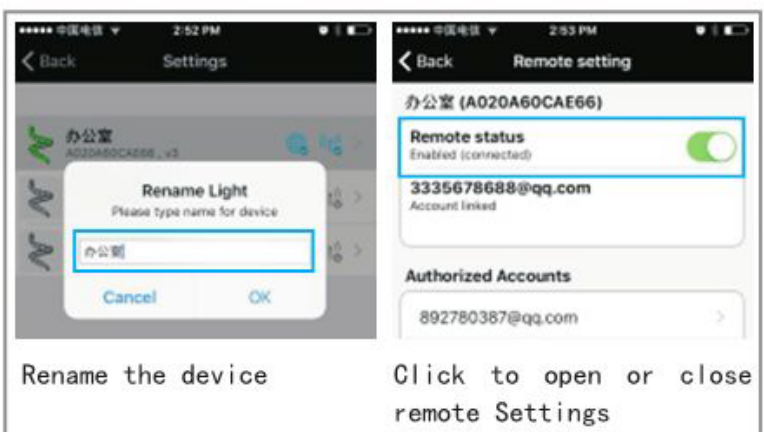 中国电信 2:52 PM
Back Settings
办公室
A020A60CAE66, v3
Rename Light
Please type name for device
办公室
Cancel OK
Rename the device
中国电信 2:53 PM
Back Remote setting
办公室 (A020A60CAE66)
Remote status
Enabled (connected)
3335678688@qq.com
Account linked
Authorized Accounts
892780387@qq.com
Click to open or close
remote Settings